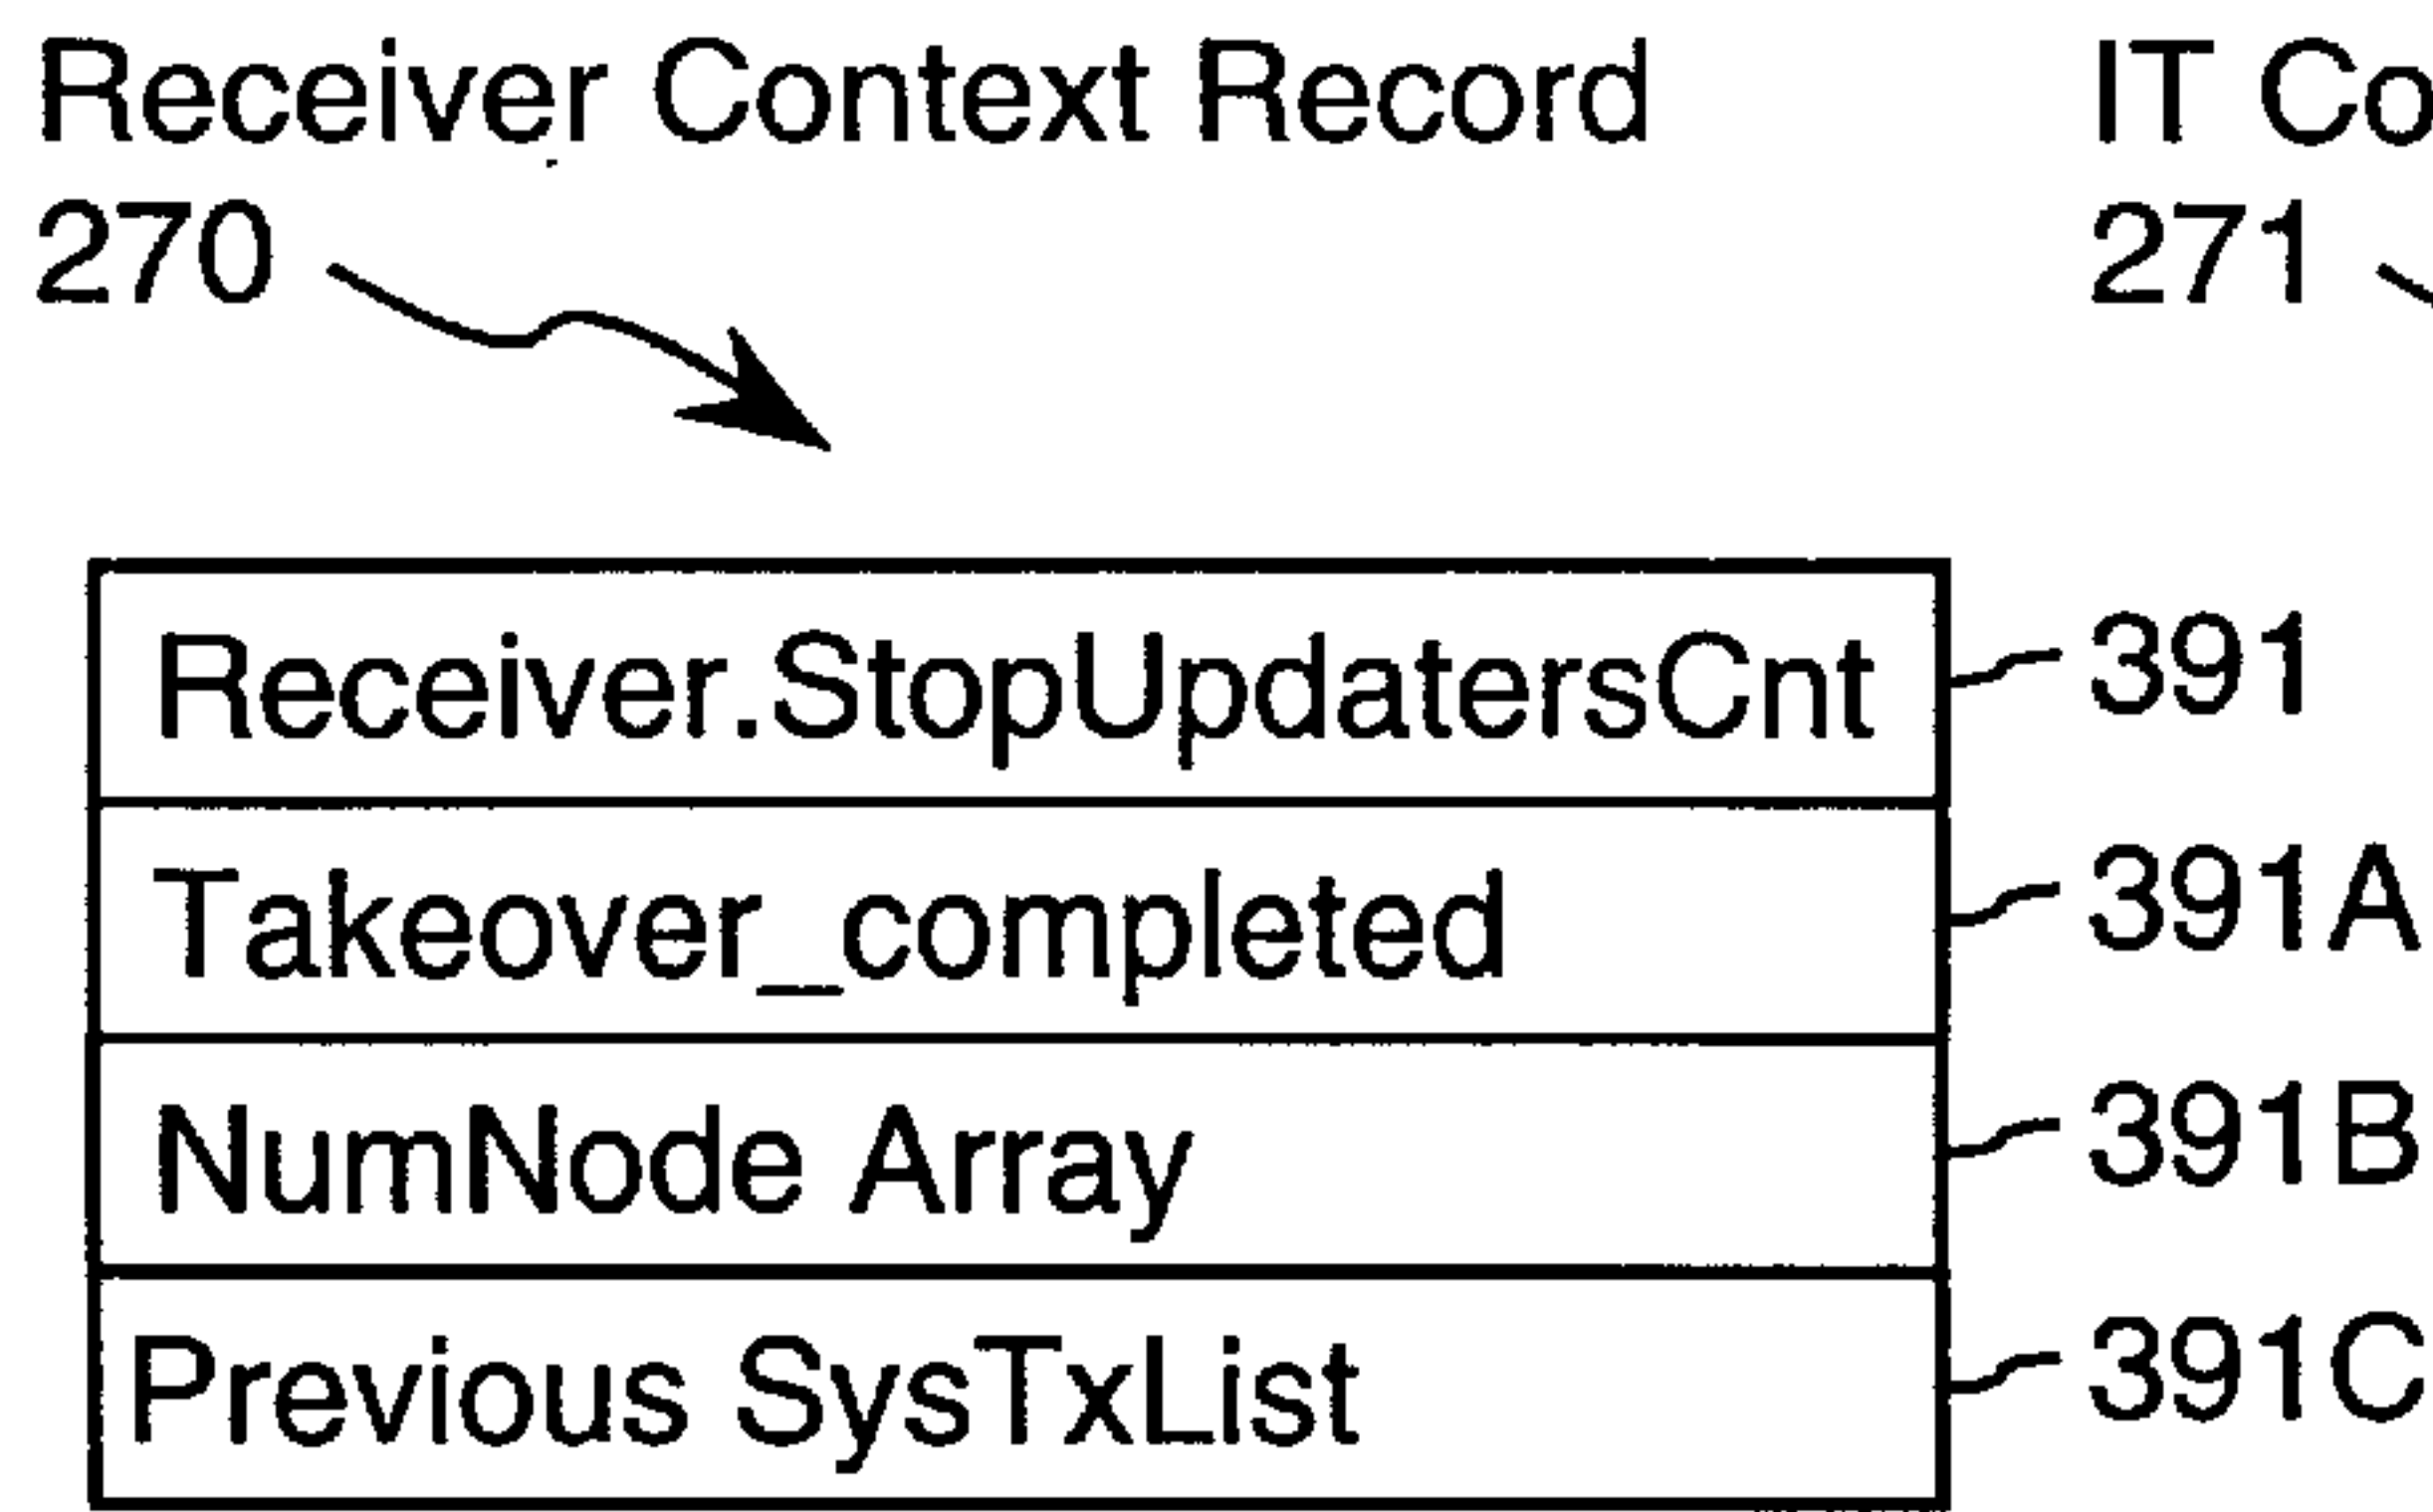 Receiver Context Record
270
IT Co
271
Receiver.StopUpdatersCnt 391
Takeover_completed 391A
NumNode Array 391B
Previous SysTxList 391C